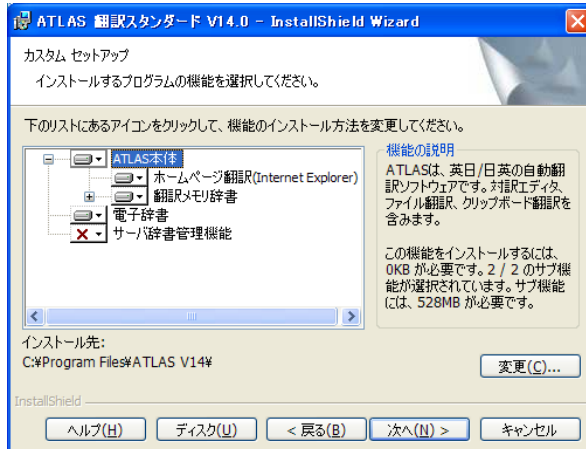 ATLAS 翻訳スタンダード V14.0 - InstallShield Wizard
カスタム セットアップ
インストールするプログラムの機能を選択してください。
下のリストにあるアイコンをクリックして、機能のインストール方法を変更してください。
ATLAS本体
ホームページ翻訳(Internet Explorer)
翻訳メモリ辞書
電子辞書
サーバ辞書管理機能
機能の説明
ATLASは、英日/日英の自動翻
訳ソフトウェアです。対訳エディタ、
ファイル翻訳、クリップボード翻訳を
含みます。
この機能をインストールするには、
0KB が必要です。2 / 2 のサブ機
能が選択されています。サブ機能
には、528MB が必要です。
インストール先:
C:¥Program Files¥ATLAS V14¥
変更(C)...
InstallShield
ヘルプ(H)
ディスク(U)
< 戻る(B)
次へ(N) >
キャンセル